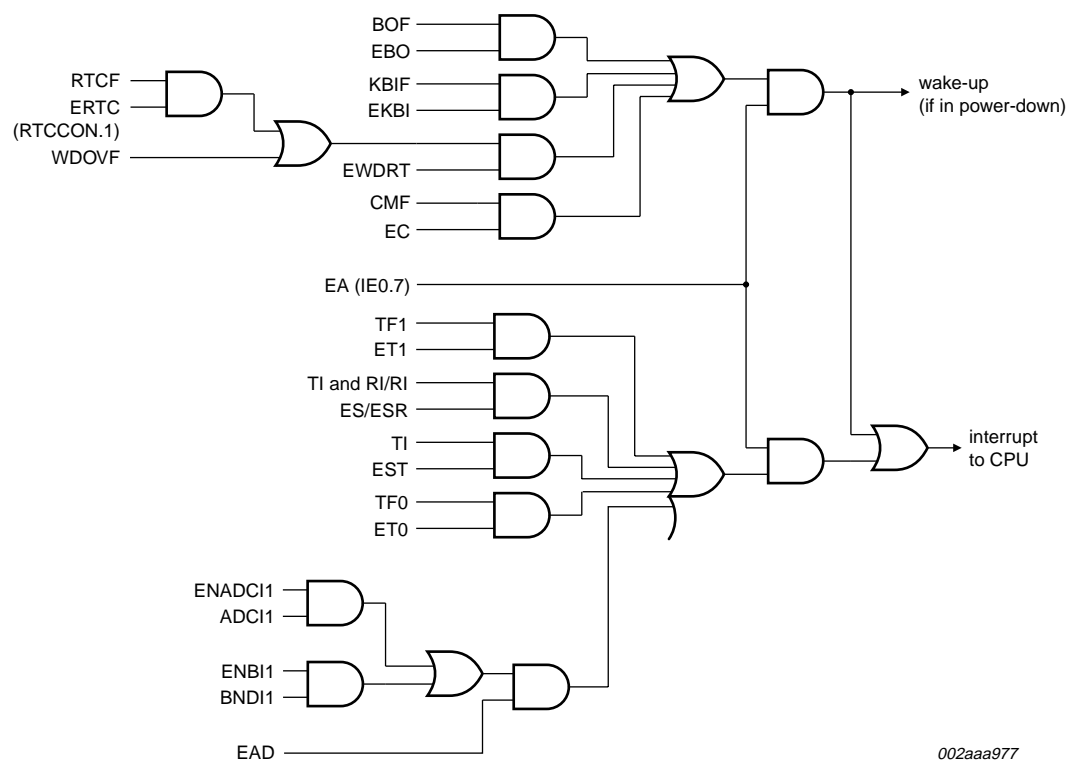 BOF
EBO
RTCF
KBIF
wake-up
(if in power-down)
ERTC
EKBI
(RTCCON.1)
WDOVF
EWDRT
CMF
EC
EA (IE0.7)
TF1
ET1
TI and RI/RI
ES/ESR
TI
interrupt
to CPU
EST
TF0
ET0
ENADCI1
ADCI1
ENBI1
BNDI1
EAD
002aaa977